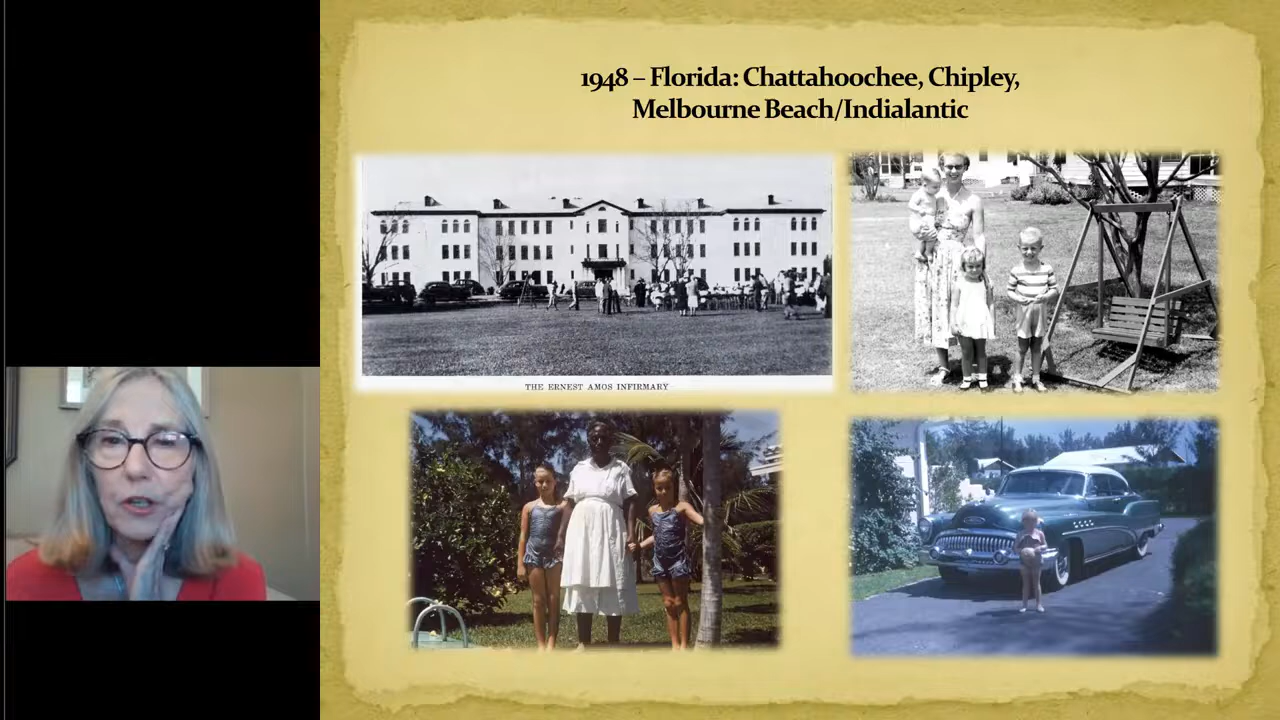 1948 – Florida: Chattahoochee, Chipley,
Melbourne Beach/Indialantic
THE ERNEST AMOS INFIRMARY